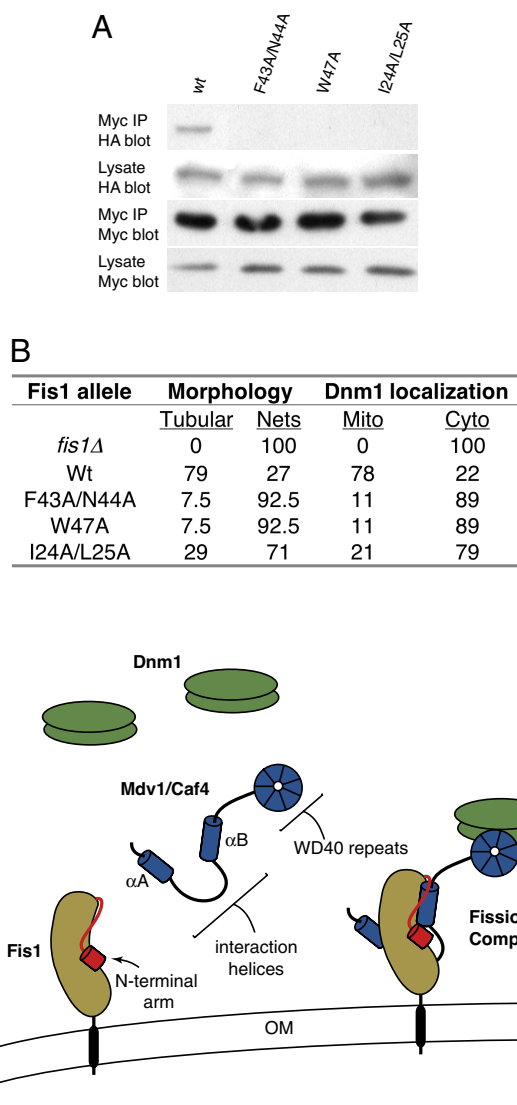 A
wt
F43A/N44A
W47A
I24A/L25A
Myc IP
HA blot
Lysate
HA blot
Myc IP
Myc blot
Lysate
Myc blot
B
Fis1 allele Morphology Dnm1 localization
Tubular Nets Mito Cyto
fis1Δ 0 100 0 100
Wt 79 27 78 22
F43A/N44A 7.5 92.5 11 89
W47A 7.5 92.5 11 89
I24A/L25A 29 71 21 79
Dnm1
Mdv1/Caf4
αB
WD40 repeats
αA
Fis1
interaction
helices
N-terminal
arm
Fissio
Comp
OM